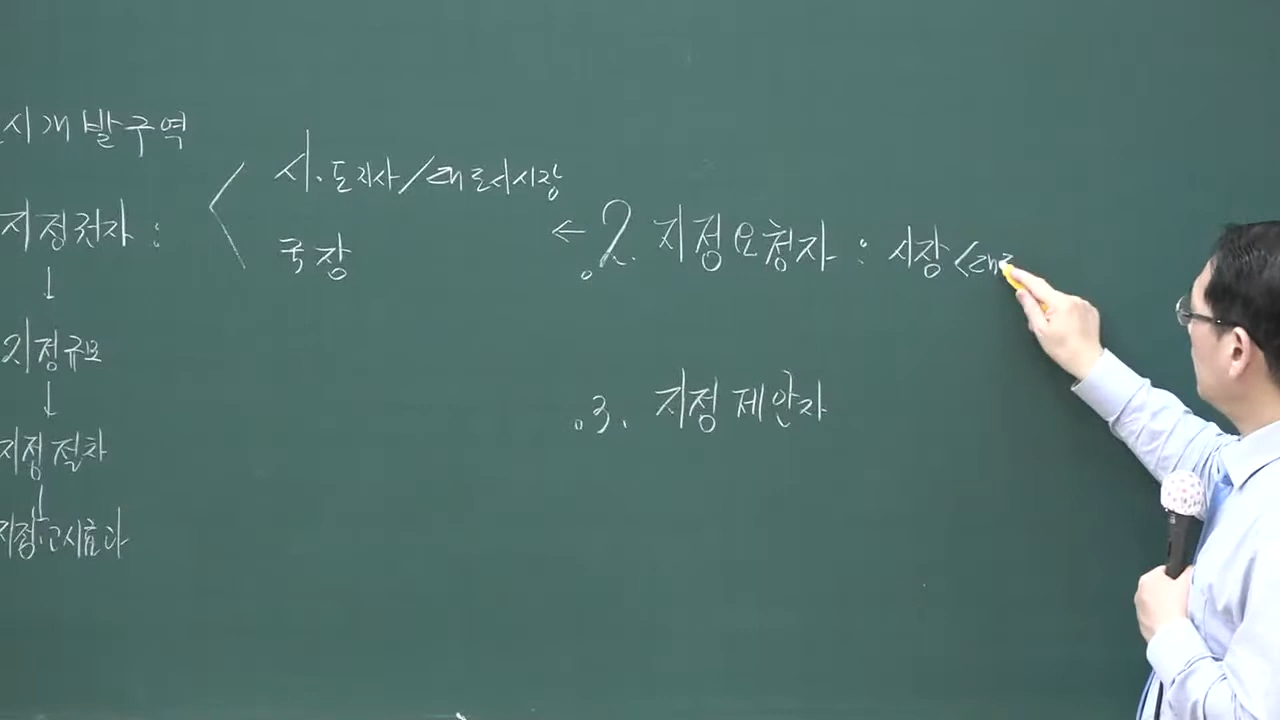 시개발구역
지정권자 :
시.도지사/대도시시장
국장
← 2. 지정요청자 : 시장<대
↓
지정규모
↓
3. 지정제안자
지정절차
↓
지정.고시효과